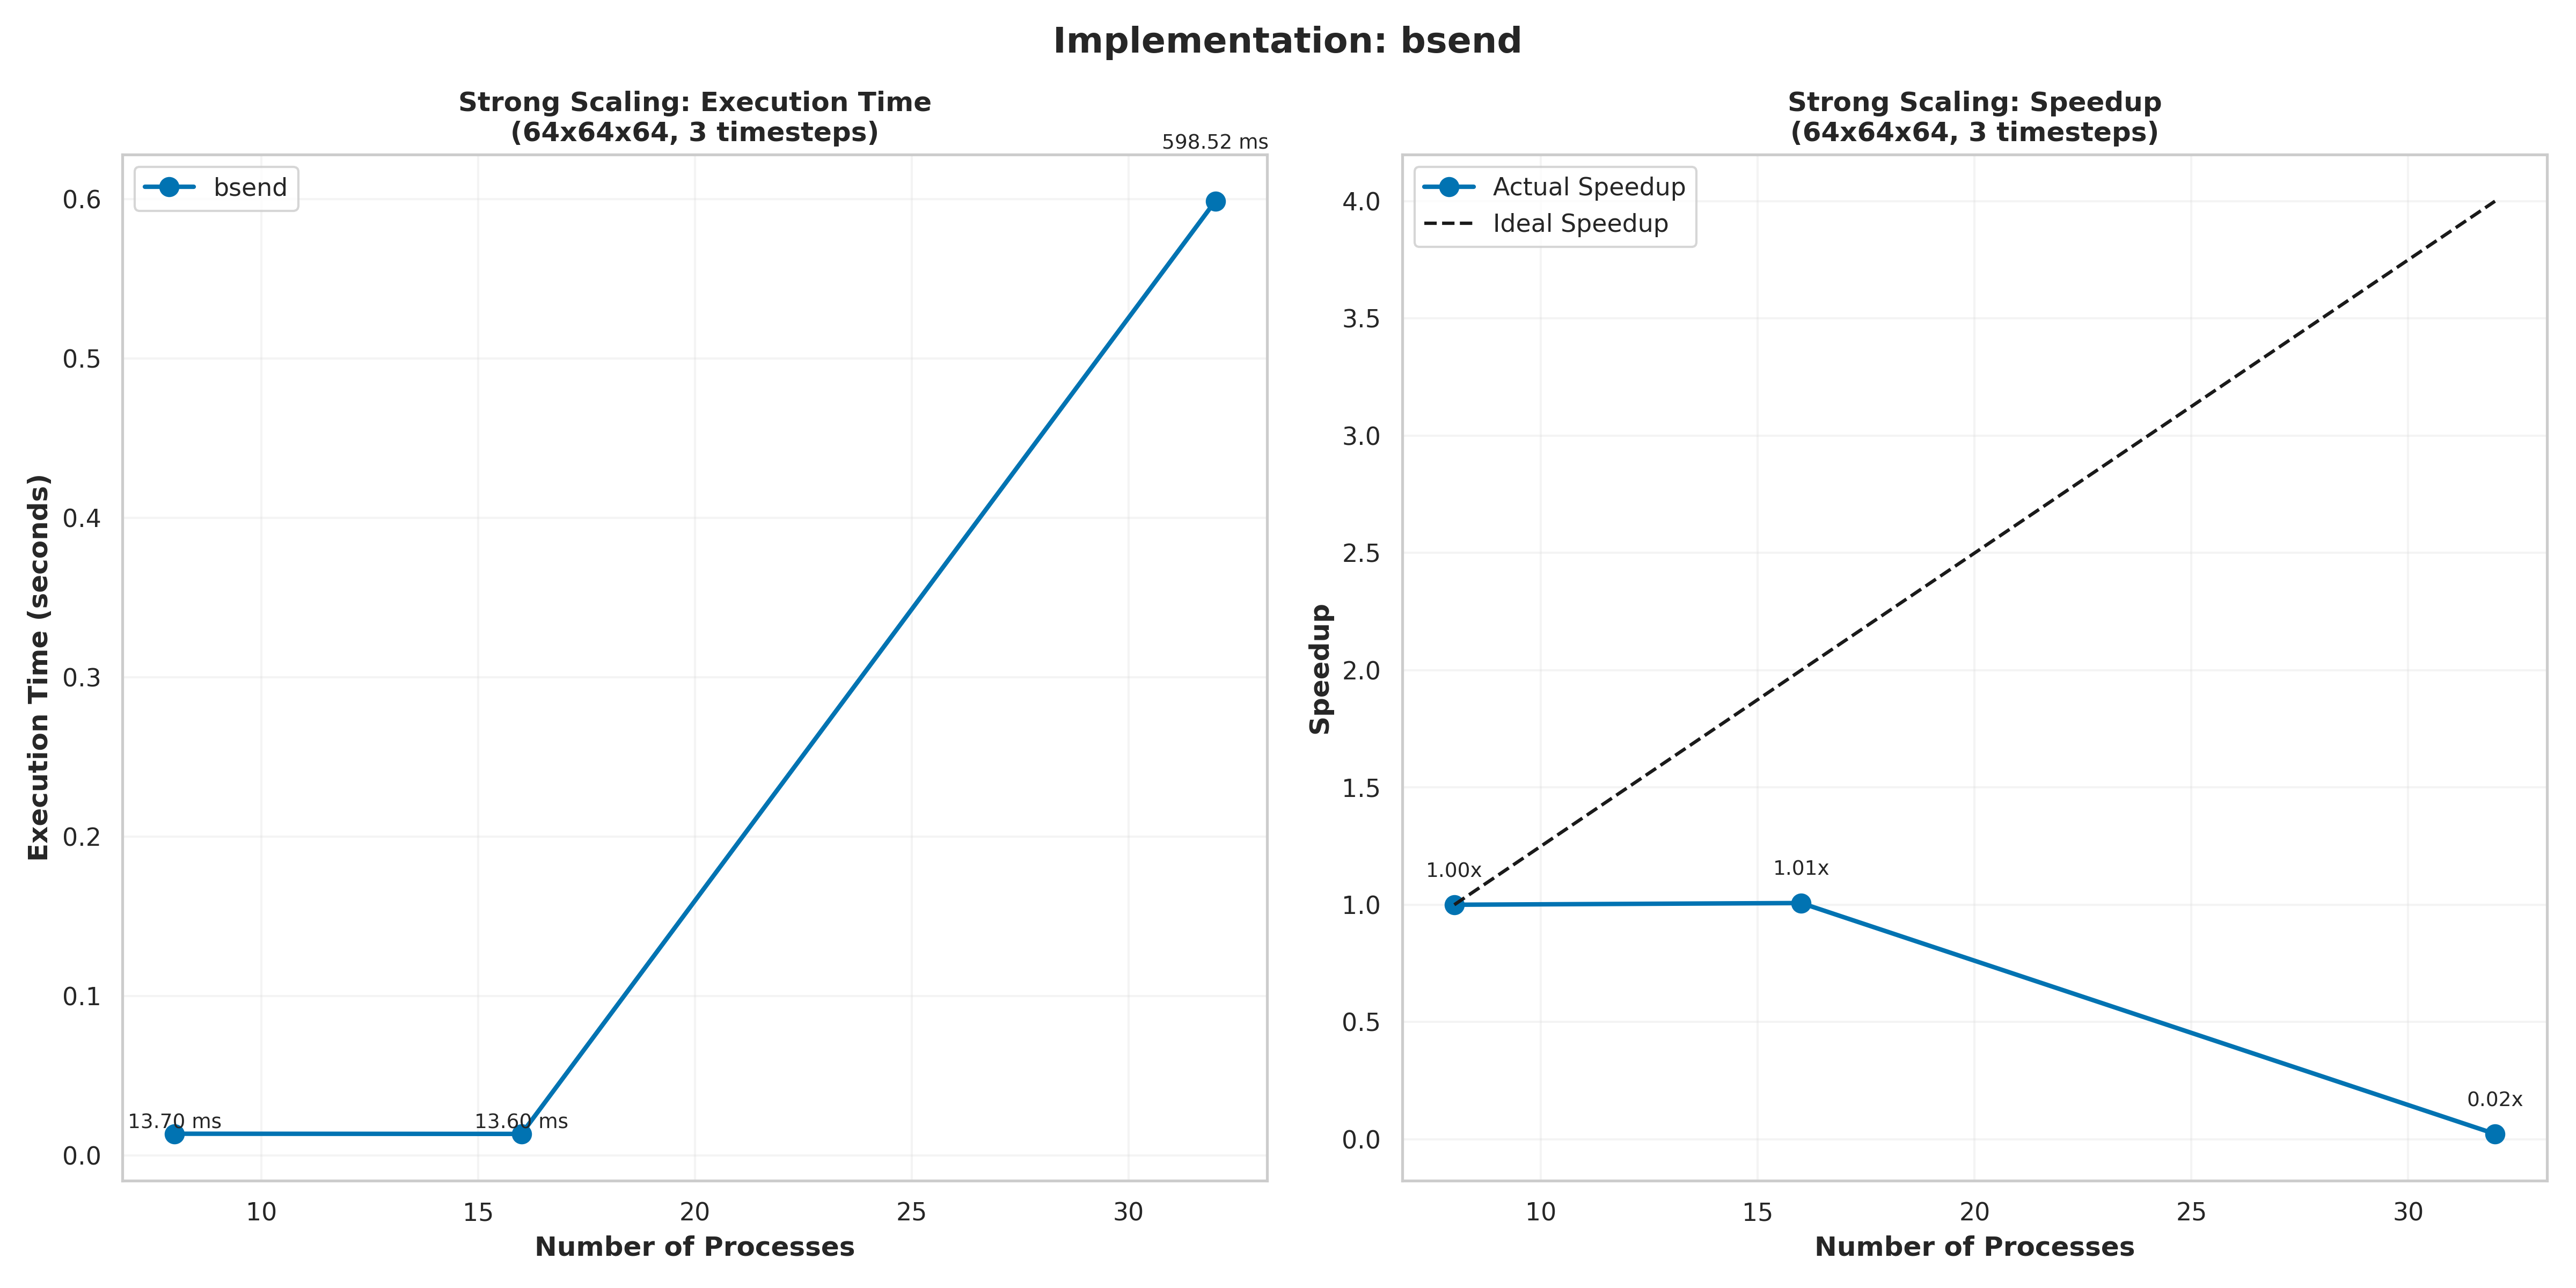 Implementation: bsend
Strong Scaling: Execution Time
(64x64x64, 3 timesteps)
598.52 ms
bsend
0.6
0.5
0.4
0.3
0.2
0.1
0.0
Execution Time (seconds)
13.70 ms
13.60 ms
10
15
20
25
30
Number of Processes
Strong Scaling: Speedup
(64x64x64, 3 timesteps)
Actual Speedup
Ideal Speedup
4.0
3.5
3.0
2.5
2.0
1.5
1.0
0.5
0.0
Speedup
1.00x
1.01x
0.02x
10
15
20
25
30
Number of Processes